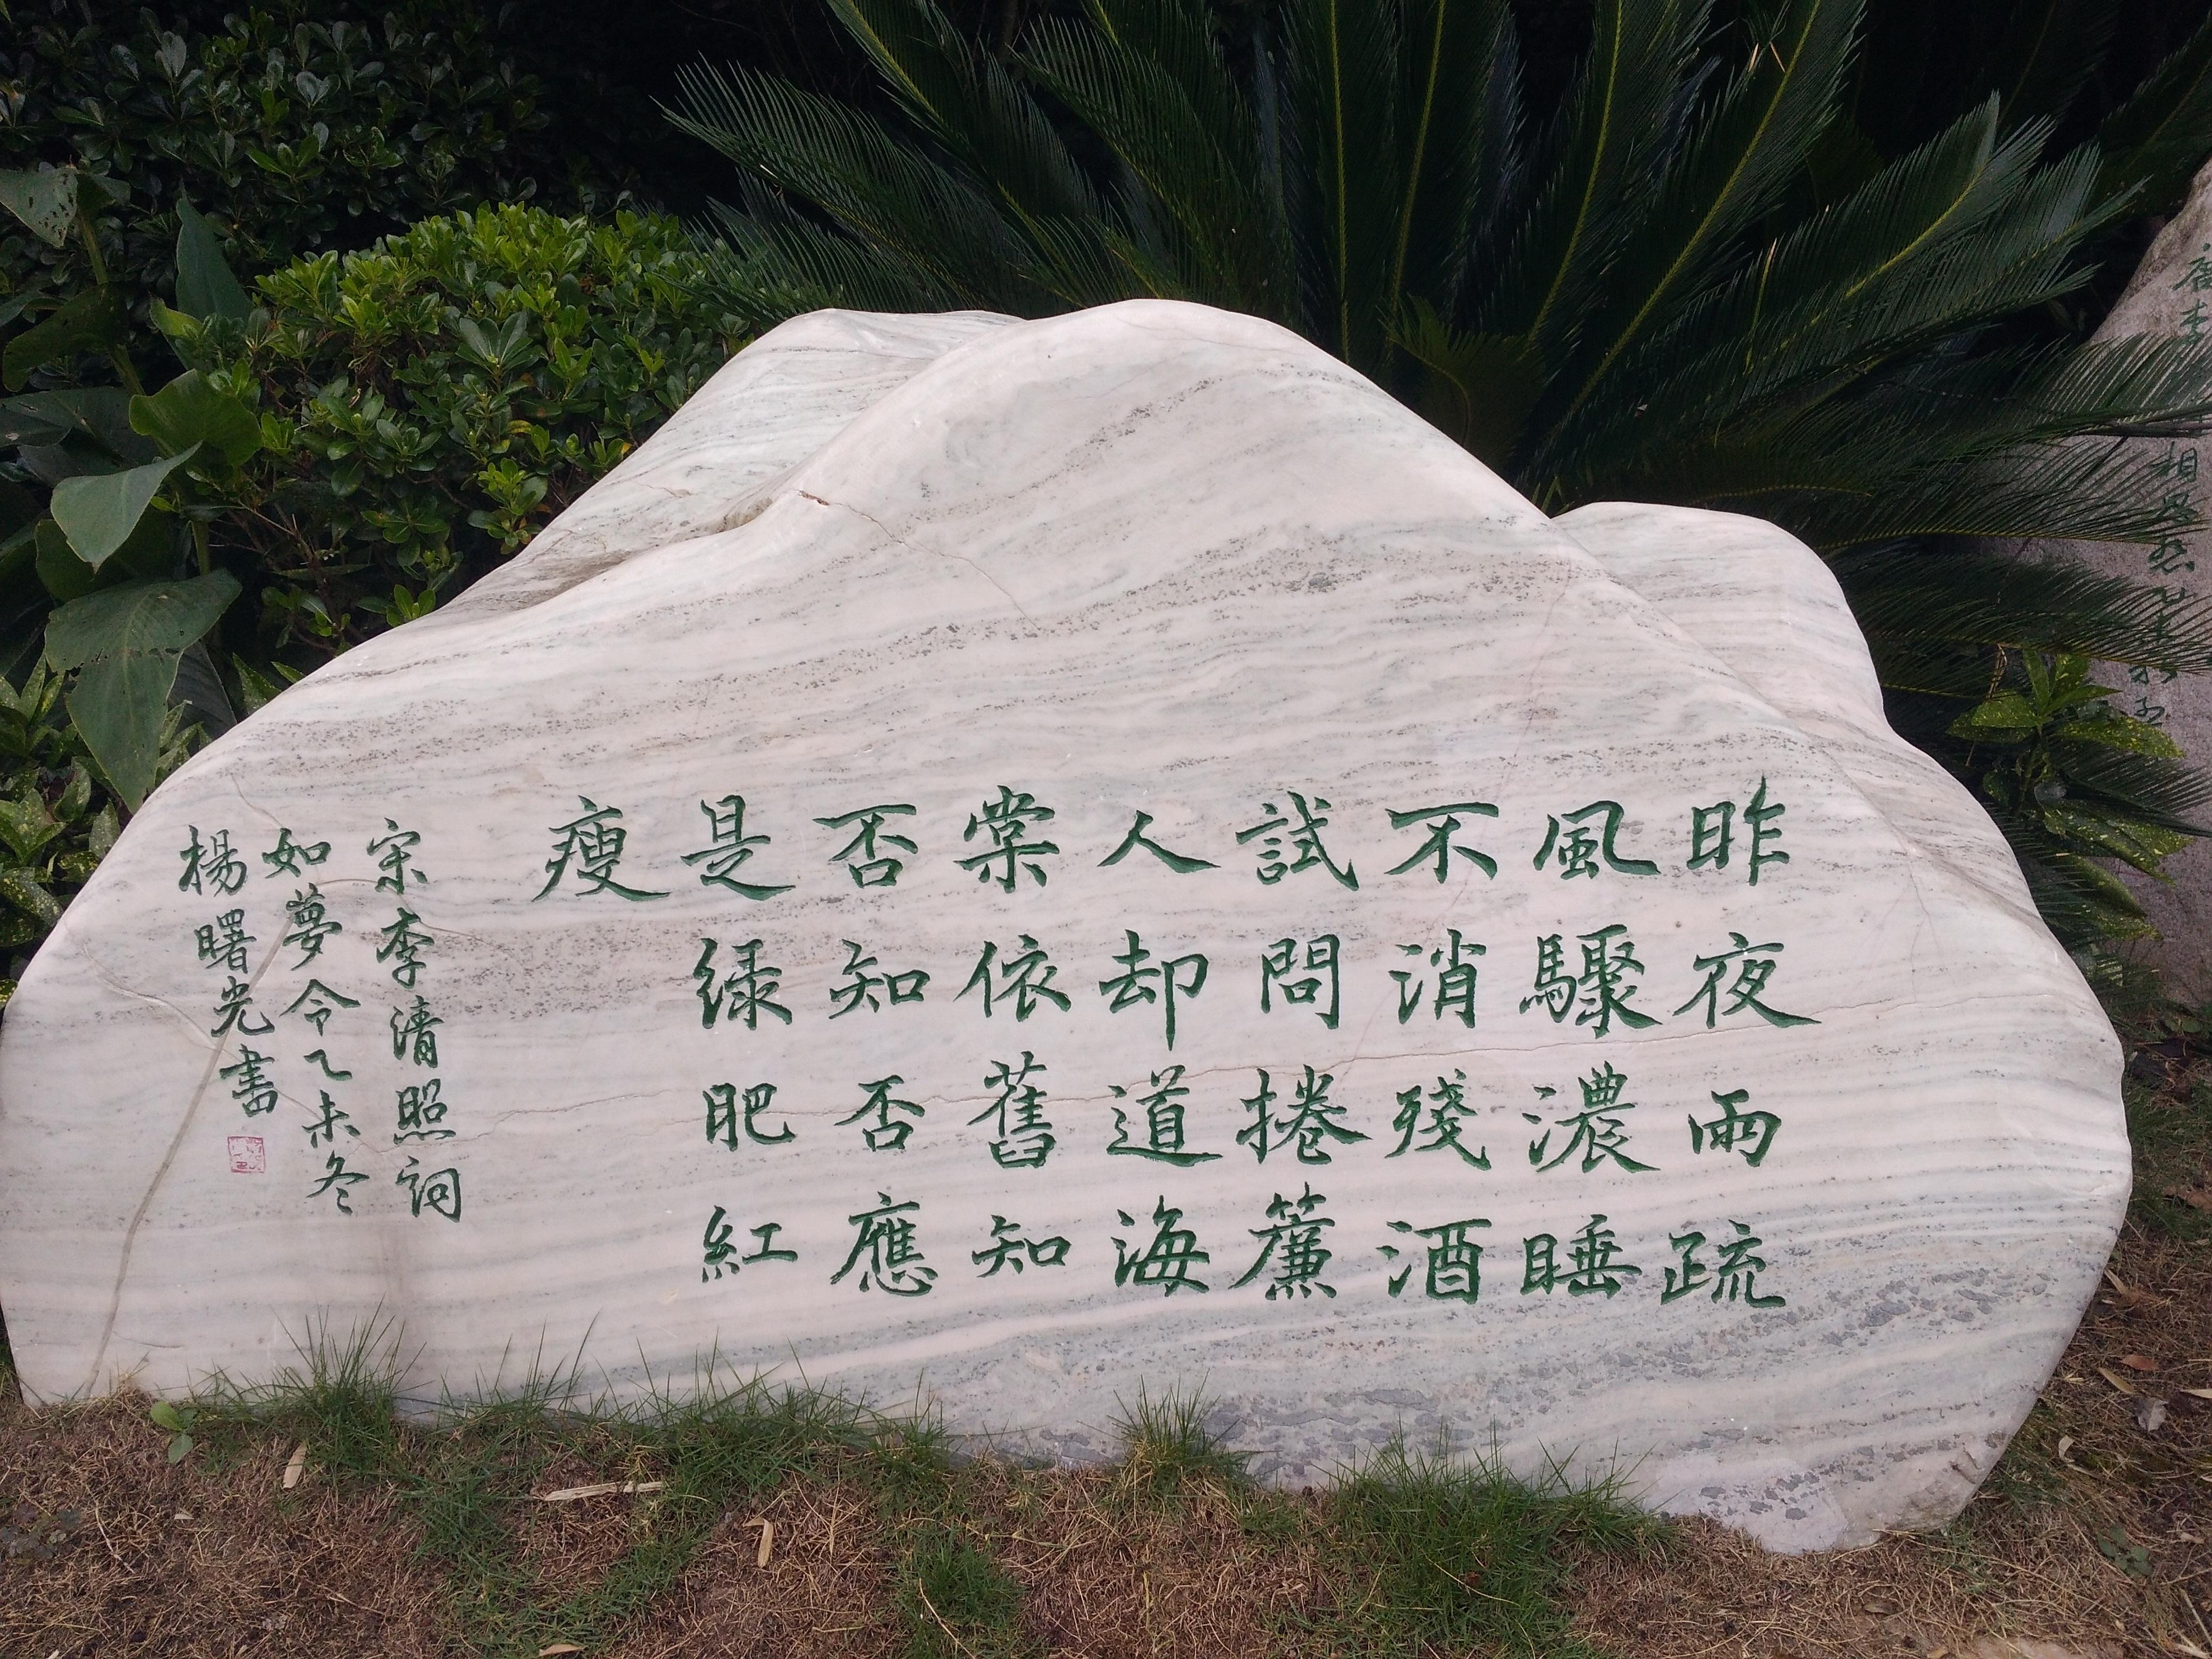 昨夜雨疏
風驟濃睡
不消殘酒
試問捲簾
人却道海
棠依舊知
否知否應
是绿肥紅
瘦
宋李清照詞
如夢令乙未冬
楊曙光書